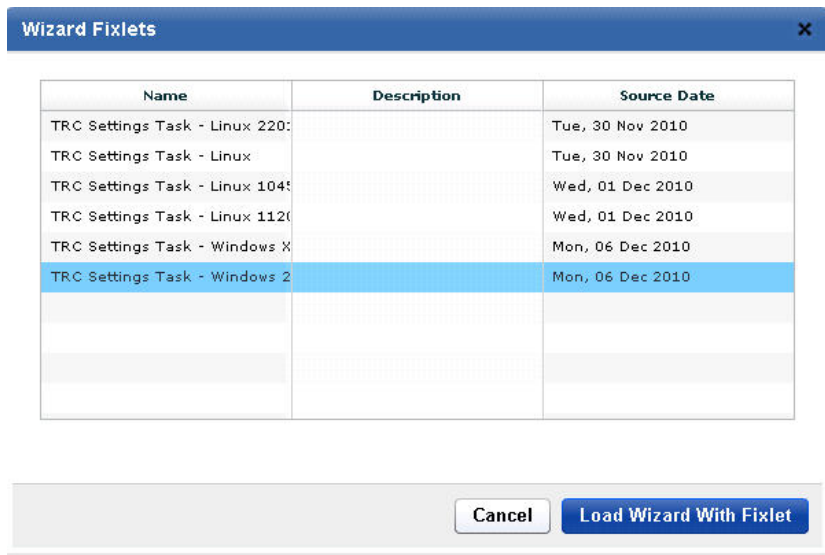 Wizard Fixlets
Name Description Source Date
TRC Settings Task - Linux 220 Tue, 30 Nov 2010
TRC Settings Task - Linux Tue, 30 Nov 2010
TRC Settings Task - Linux 104 Wed, 01 Dec 2010
TRC Settings Task - Linux 112 Wed, 01 Dec 2010
TRC Settings Task - Windows X Mon, 06 Dec 2010
TRC Settings Task - Windows 2 Mon, 06 Dec 2010
Cancel Load Wizard With Fixlet